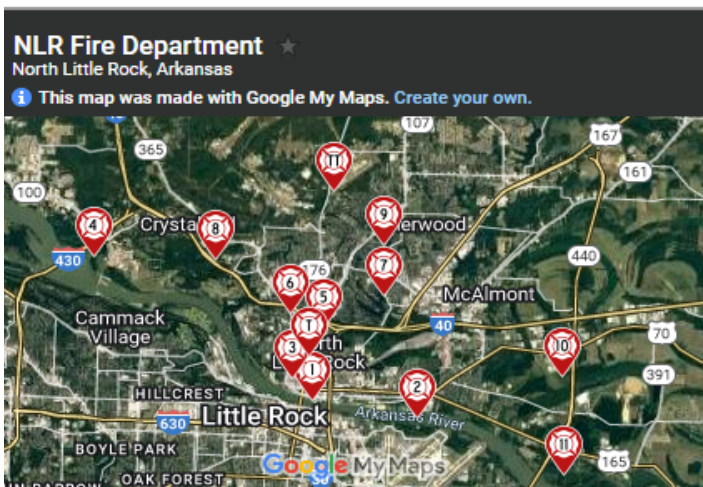 NLR Fire Department
North Little Rock, Arkansas
This map was made with Google My Maps. Create your own.
107
365
167
161
100
11
4
Crysta
8
9
erwood
430
440
176
6
5
7
McAlmont
Cammack
Village
T
40
3
rth
L
Rock
10
70
1
2
391
HILLCREST
Little Rock
Arkansas River
630
BOYLE PARK
11
165
Google My Maps
OAK FOREST